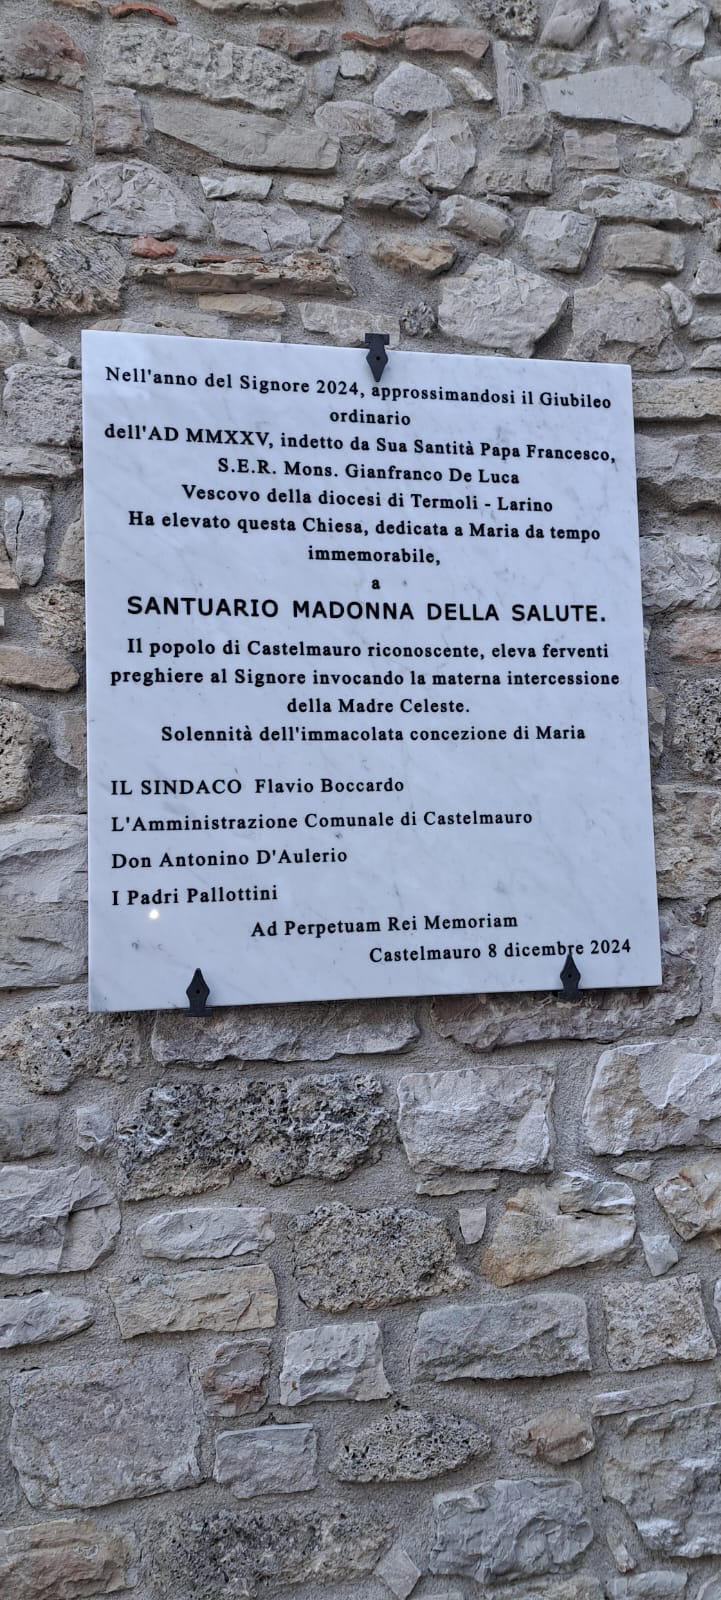 Nell'anno del Signore 2024, approssimandosi il Giubileo
ordinario
dell'AD MMXXV, indetto da Sua Santità Papa Francesco,
S.E.R. Mons. Gianfranco De Luca
Vescovo della diocesi di Termoli - Larino
Ha elevato questa Chiesa, dedicata a Maria da tempo
immemorabile,
a
SANTUARIO MADONNA DELLA SALUTE.
Il popolo di Castelmauro riconoscente, eleva ferventi
preghiere al Signore invocando la materna intercessione
della Madre Celeste.
Solennità dell'immacolata concezione di Maria
IL SINDACO Flavio Boccardo
L'Amministrazione Comunale di Castelmauro
Don Antonino D'Aulerio
I Padri Pallottini
Ad Perpetuam Rei Memoriam
Castelmauro 8 dicembre 2024